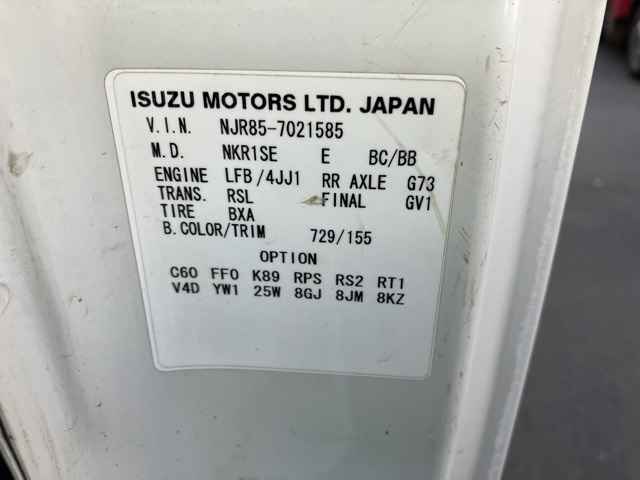 ISUZU MOTORS LTD. JAPAN
V.I.N. NJR85-7021585
M.D. NKR1SE E BC/BB
ENGINE LFB/4JJ1 RR AXLE G73
TRANS. RSL FINAL GV1
TIRE BXA
B.COLOR/TRIM 729/155
OPTION
C60 FF0 K89 RPS RS2 RT1
V4D YW1 25W 8GJ 8JM 8KZ